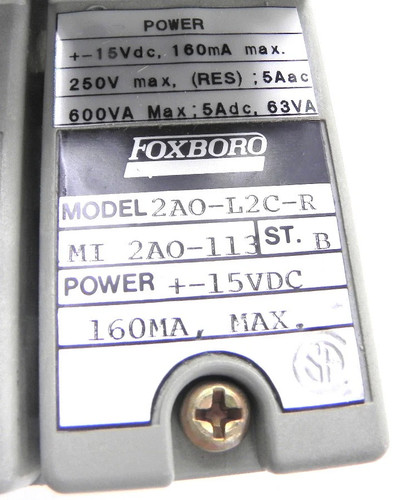 POWER
+-15Vdc, 160mA max.
250V max, (RES) ; 5Aac
600VA Max; 5Adc, 63VA
FOXBORO
MODEL 2AO-L2C-R
MI 2AO-113 ST. B
POWER +-15VDC
160MA, MAX.
SA